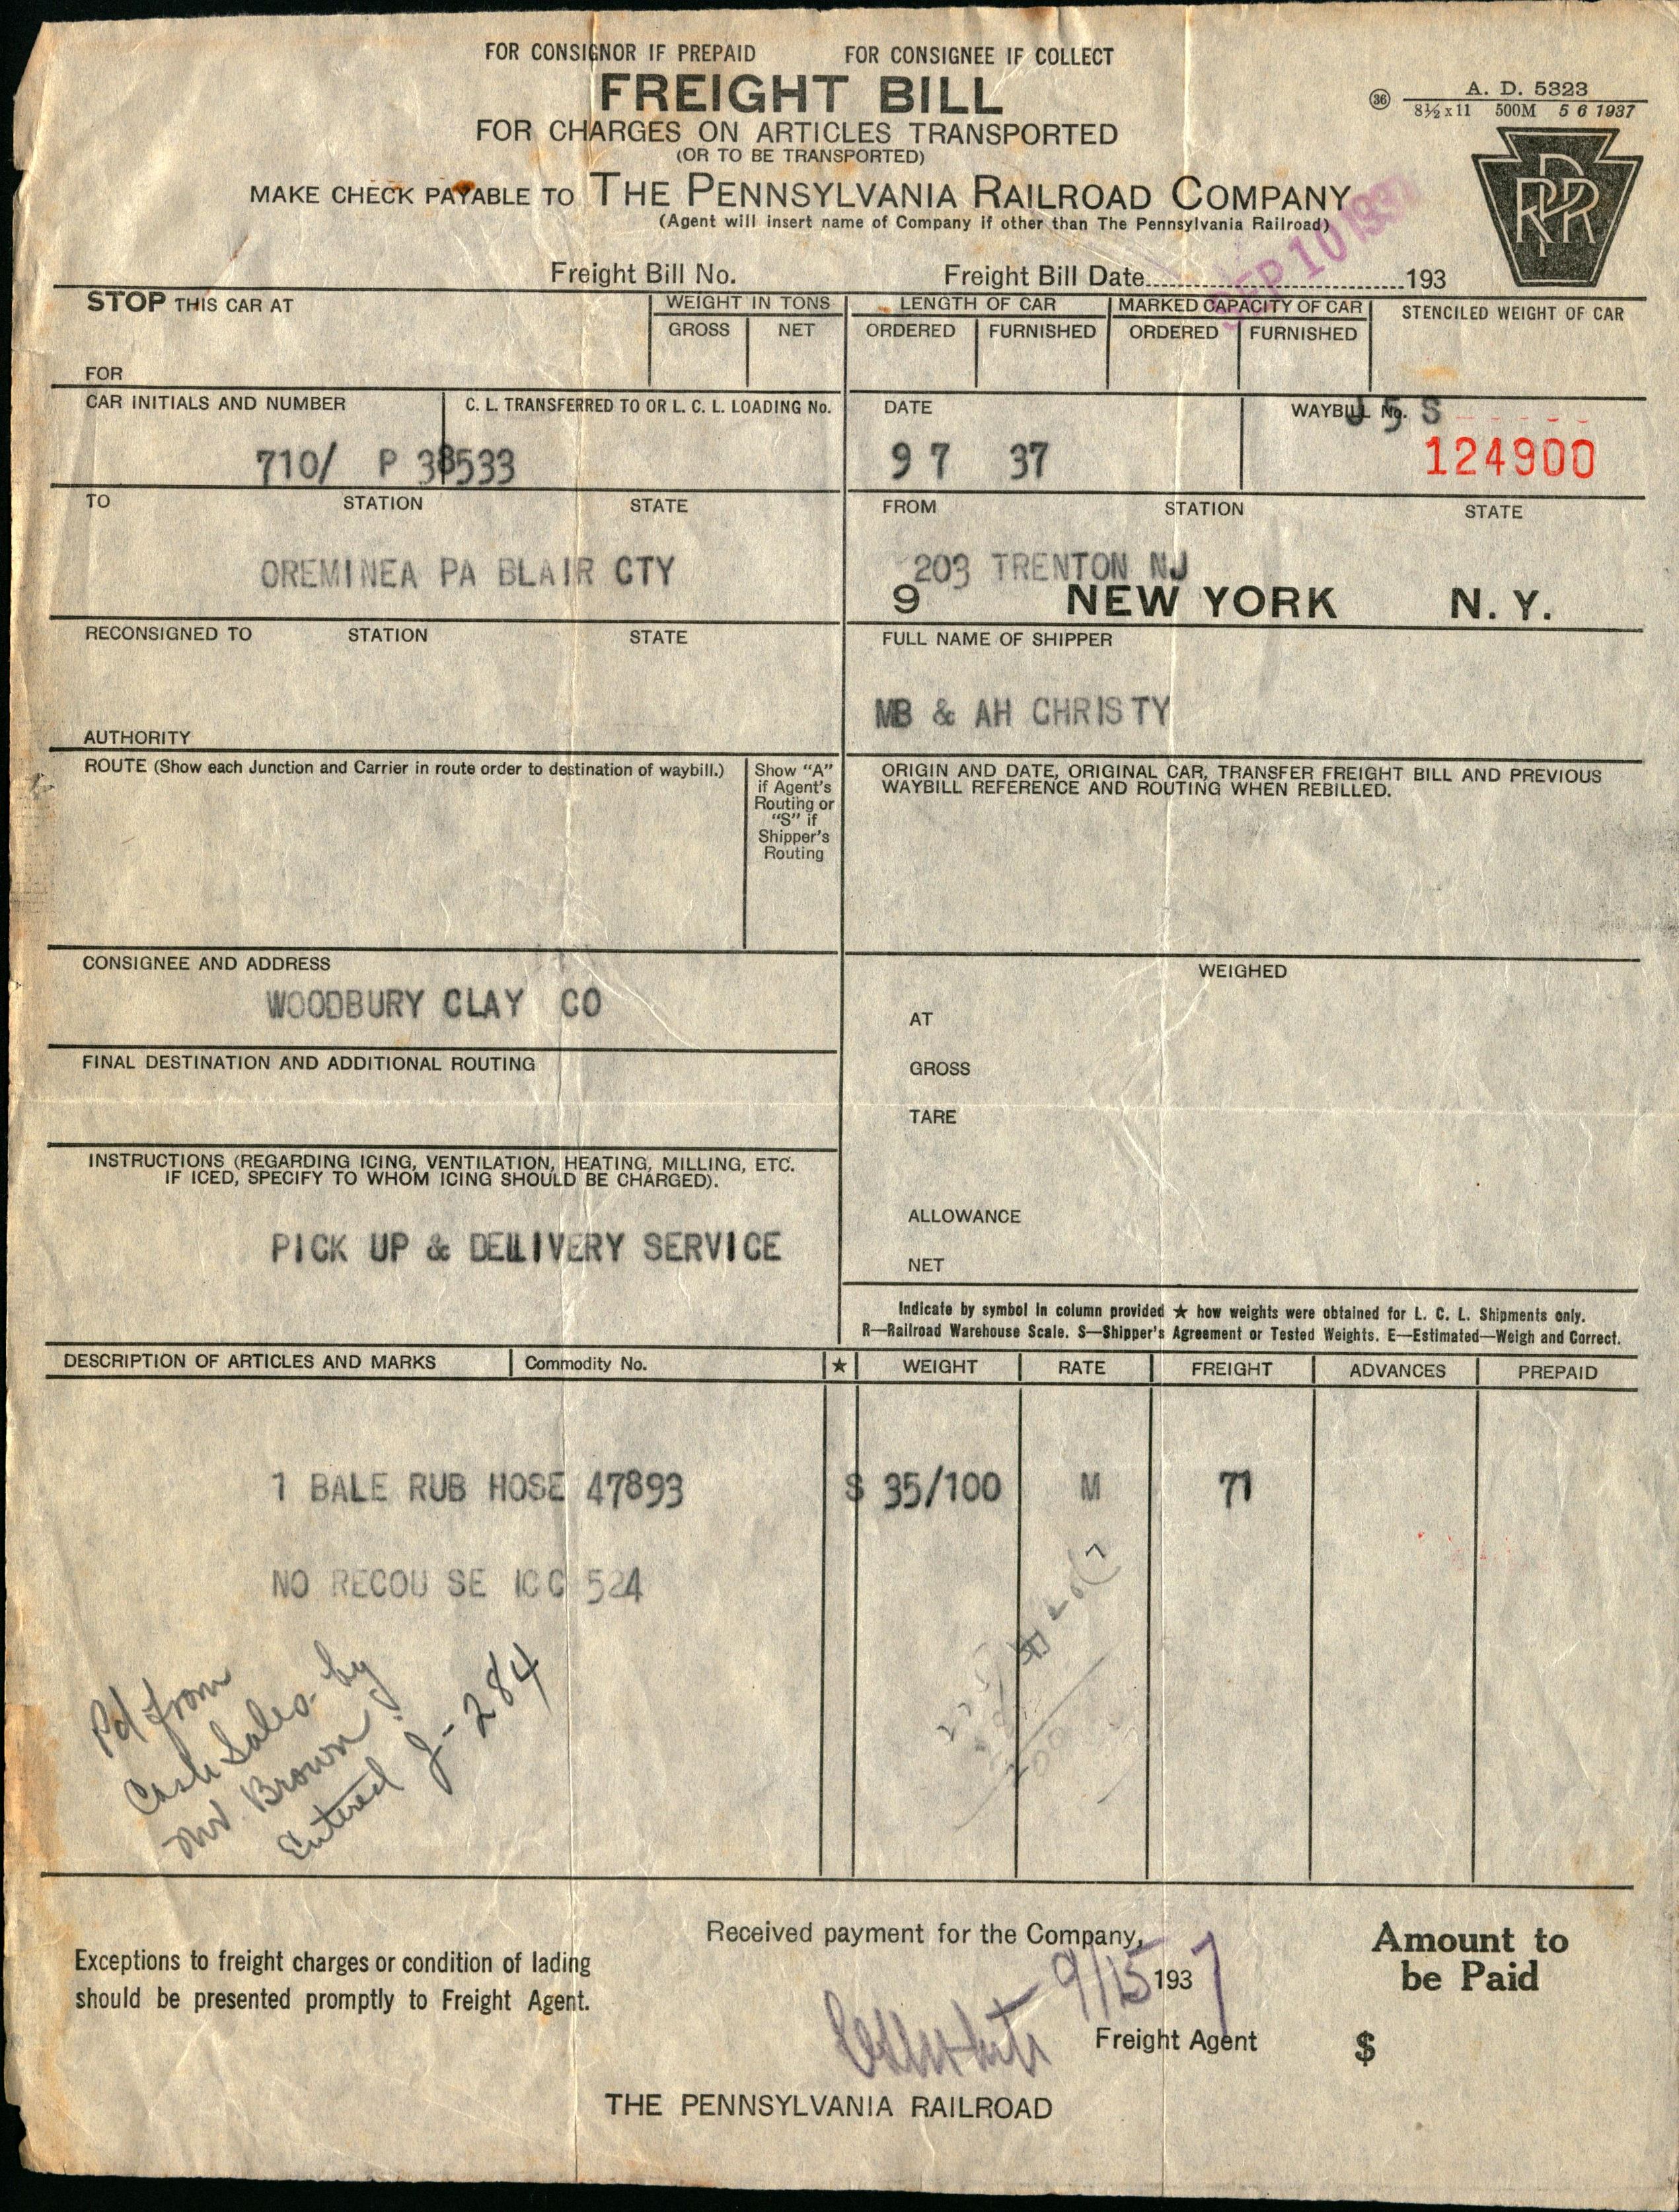 FOR CONSIGNOR IF PREPAID FOR CONSIGNEE IF COLLECT
FREIGHT BILL
FOR CHARGES ON ARTICLES TRANSPORTED
(OR TO BE TRANSPORTED)
MAKE CHECK PAYABLE TO THE PENNSYLVANIA RAILROAD COMPANY
(Agent will insert name of Company if other than The Pennsylvania Railroad)
36 A. D. 5323
8½ x 11 500M 5 6 1937
PRR
Freight Bill No. Freight Bill Date 193
SEP 10 1937
STOP THIS CAR AT
FOR
WEIGHT IN TONS
GROSS NET
LENGTH OF CAR
ORDERED FURNISHED
MARKED CAPACITY OF CAR
ORDERED FURNISHED
STENCILED WEIGHT OF CAR
CAR INITIALS AND NUMBER C. L. TRANSFERRED TO OR L. C. L. LOADING No.
710/ P 38533
DATE
9 7 37
WAYBILL No.
J 5 S
124900
TO STATION STATE
OREMINEA PA BLAIR CTY
FROM STATION STATE
203 TRENTON NJ
9 NEW YORK N. Y.
RECONSIGNED TO STATION STATE
AUTHORITY
FULL NAME OF SHIPPER
MB & AH CHRISTY
ROUTE (Show each Junction and Carrier in route order to destination of waybill.)
Show “A”
if Agent's
Routing or
“S” if
Shipper's
Routing
ORIGIN AND DATE, ORIGINAL CAR, TRANSFER FREIGHT BILL AND PREVIOUS
WAYBILL REFERENCE AND ROUTING WHEN REBILLED.
CONSIGNEE AND ADDRESS
WOODBURY CLAY CO
FINAL DESTINATION AND ADDITIONAL ROUTING
INSTRUCTIONS (REGARDING ICING, VENTILATION, HEATING, MILLING, ETC.
IF ICED, SPECIFY TO WHOM ICING SHOULD BE CHARGED).
PICK UP & DELLIVERY SERVICE
WEIGHED
AT
GROSS
TARE
ALLOWANCE
NET
Indicate by symbol in column provided ★ how weights were obtained for L. C. L. Shipments only.
R—Railroad Warehouse Scale. S—Shipper's Agreement or Tested Weights. E—Estimated—Weigh and Correct.
DESCRIPTION OF ARTICLES AND MARKS Commodity No. ★ WEIGHT RATE FREIGHT ADVANCES PREPAID
1 BALE RUB HOSE 47893 S 35/100 M 71
NO RECOU SE ICC 524
Pd from
Cash Sales by
Mr. Brown
Entered J-284
Exceptions to freight charges or condition of lading
should be presented promptly to Freight Agent.
Received payment for the Company,
9/15 1937
Freight Agent
THE PENNSYLVANIA RAILROAD
Amount to
be Paid
$